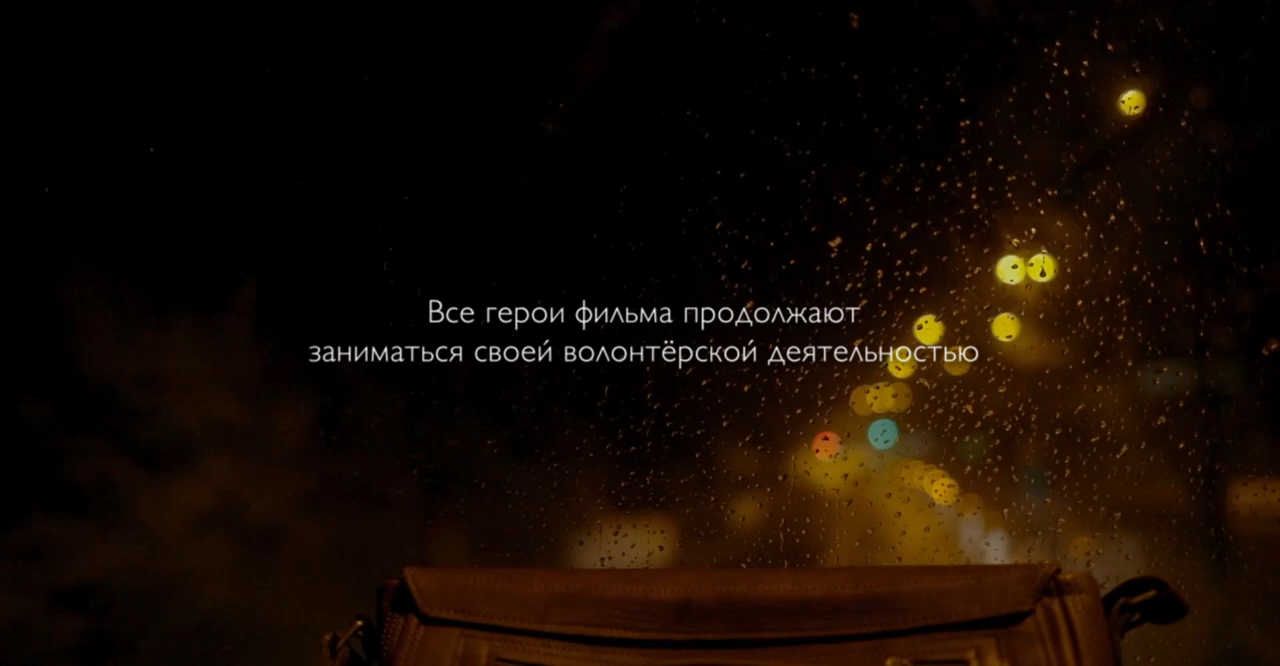 Все герои фильма продолжают
заниматься своей волонтёрской деятельностью